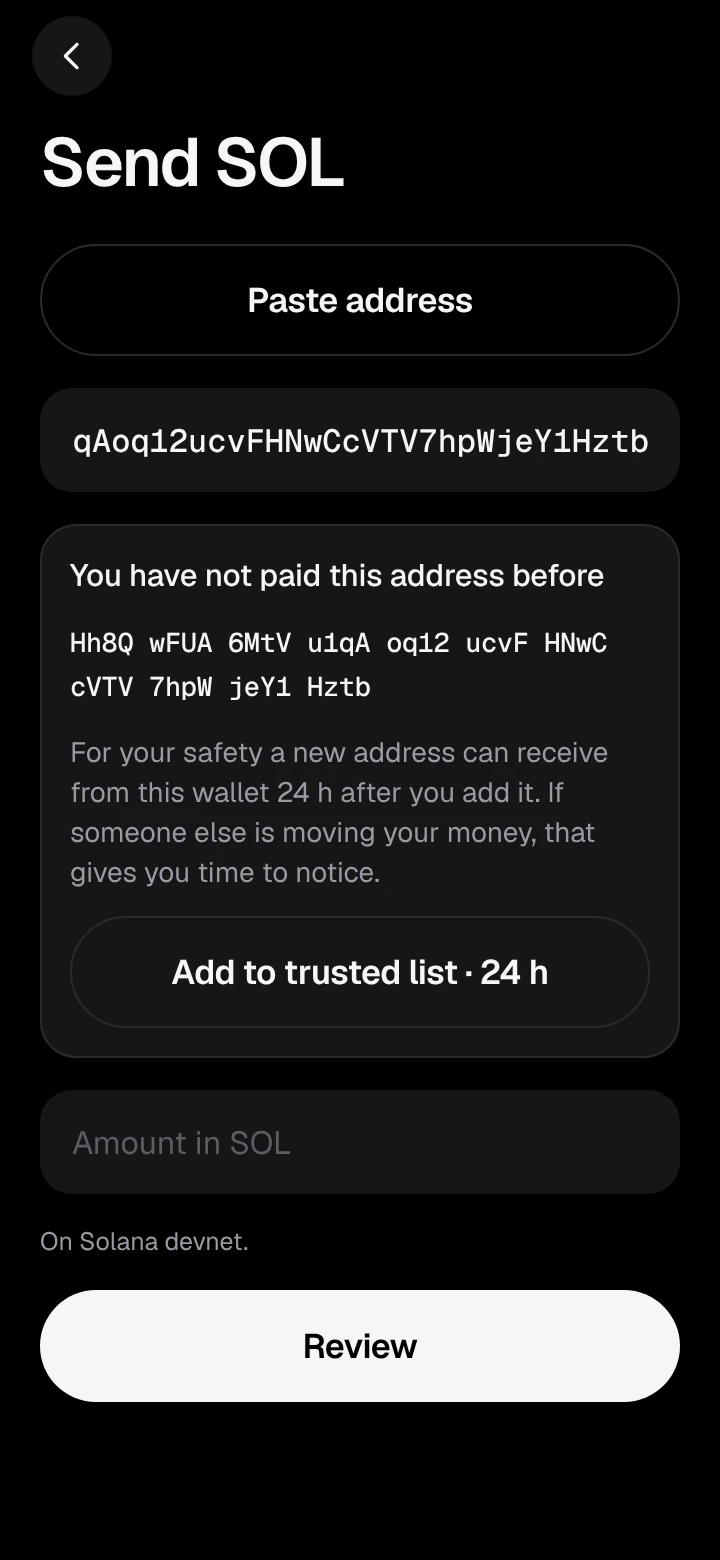 Send SOL
Paste address
qAoq12ucvFHNwCcVTV7hpWjeY1Hztb
You have not paid this address before
Hh8Q wFUA 6MtV u1qA oq12 ucvF HNwC
cVTV 7hpW jeY1 Hztb
For your safety a new address can receive
from this wallet 24 h after you add it. If
someone else is moving your money, that
gives you time to notice.
Add to trusted list · 24 h
Amount in SOL
On Solana devnet.
Review